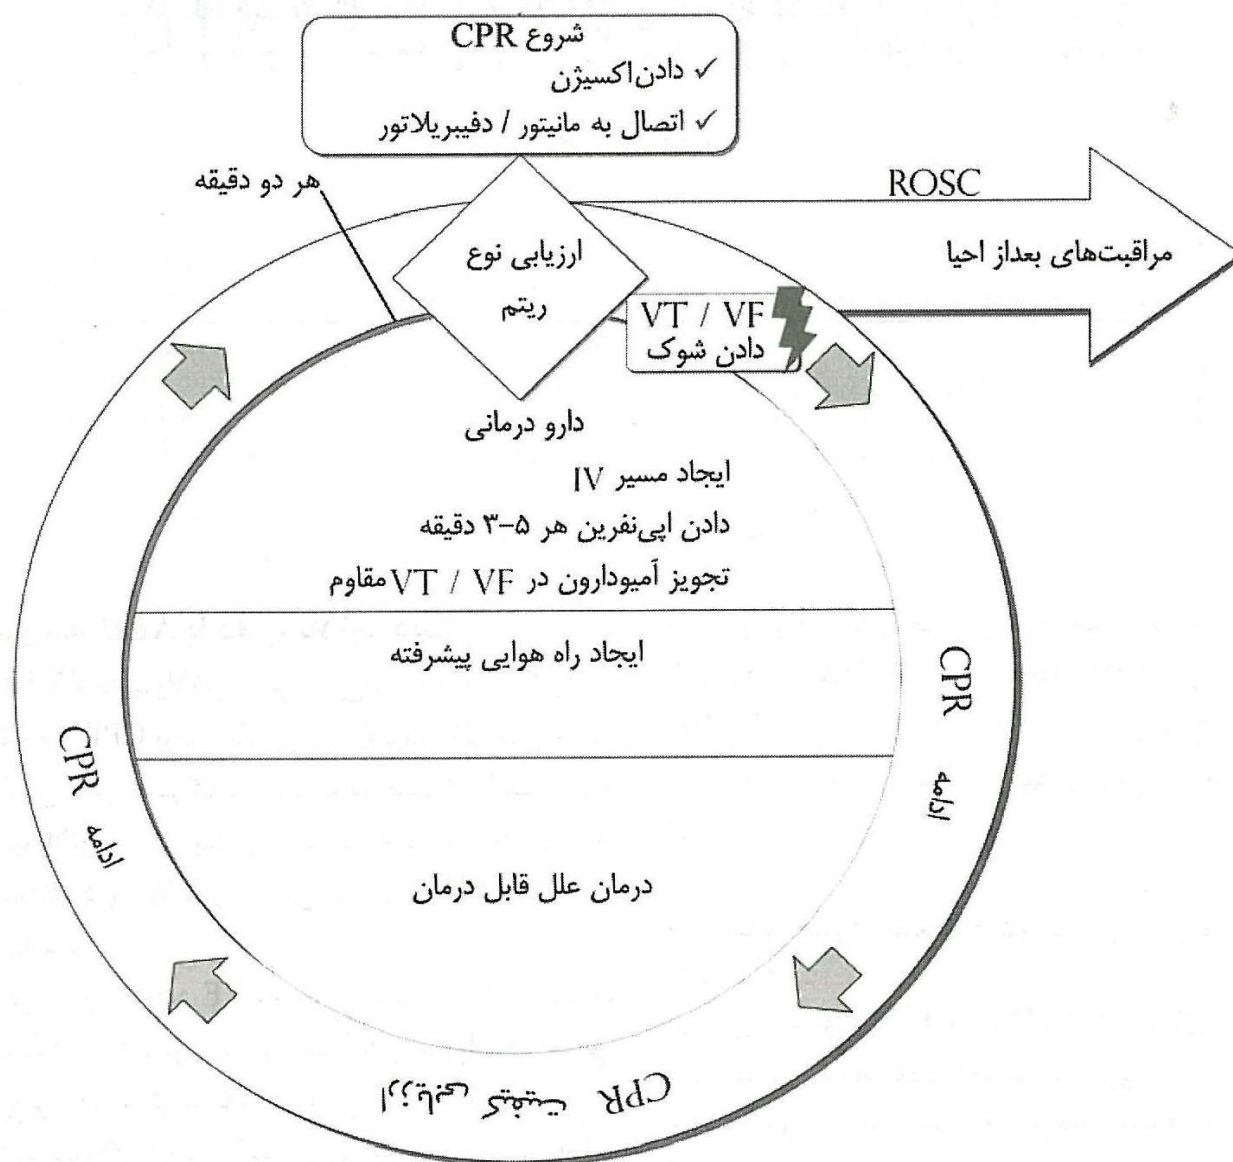 شروع CPR
✓ دادن اکسیژن
✓ اتصال به مانیتور / دفیبریلاتور
هر دو دقیقه
ROSC
مراقبت‌های بعداز احیا
ارزیابی نوع
ریتم
VT / VF
دادن شوک
دارو درمانی
ایجاد مسیر IV
دادن اپی‌نفرین هر ۵–۳ دقیقه
تجویز آمیودارون در VT / VF مقاوم
ایجاد راه هوایی پیشرفته
درمان علل قابل درمان
CPR ادامه
CPR ادامه
ارزیابی کیفیت CPR